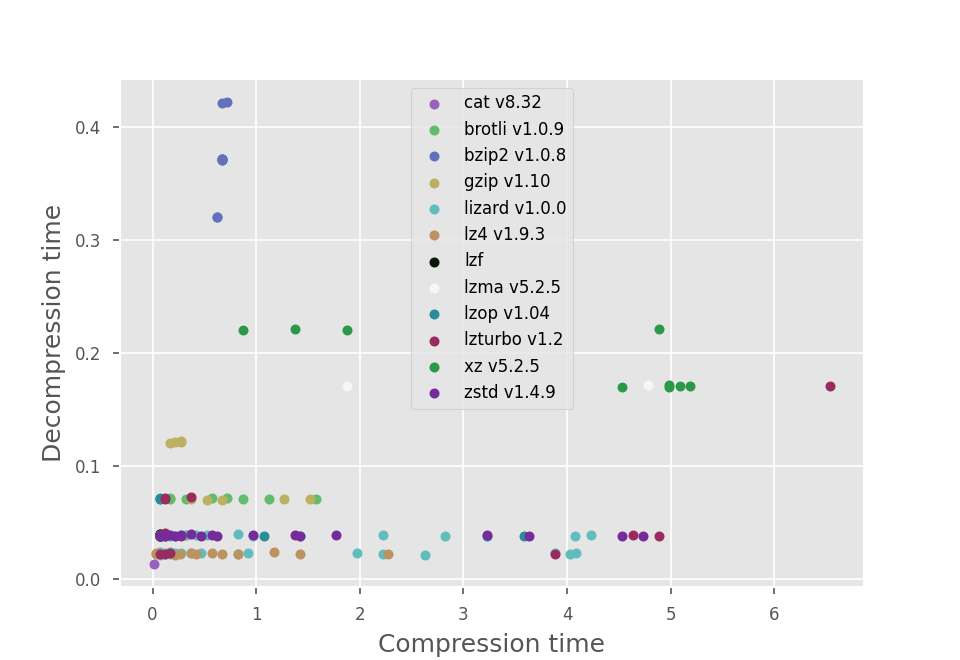 0.4
0.3
0.2
0.1
0.0
Decompression time
cat v8.32
brotli v1.0.9
bzip2 v1.0.8
gzip v1.10
lizard v1.0.0
lz4 v1.9.3
lzf
lzma v5.2.5
lzop v1.04
lzturbo v1.2
xz v5.2.5
zstd v1.4.9
0 1 2 3 4 5 6
Compression time